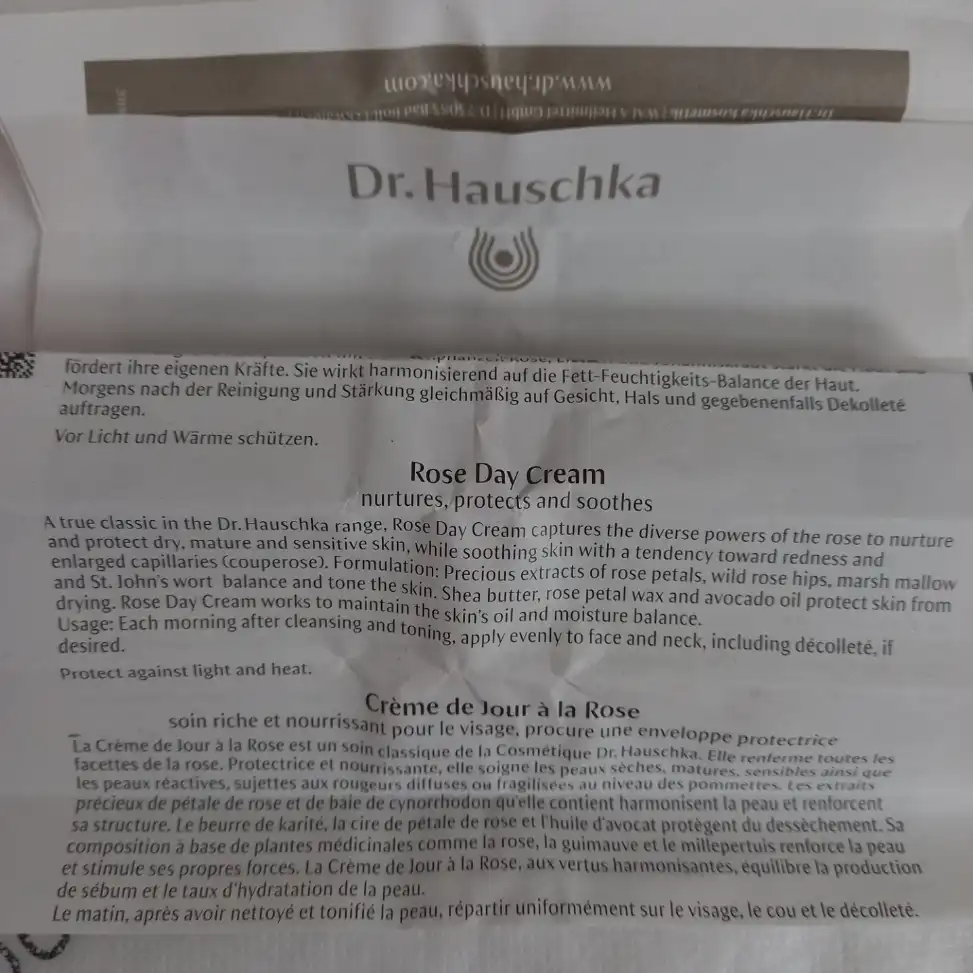 www.dr.hauschka.com
Dr. Hauschka
fördert ihre eigenen Kräfte. Sie wirkt harmonisierend auf die Fett-Feuchtigkeits-Balance der Haut.
Morgens nach der Reinigung und Stärkung gleichmäßig auf Gesicht, Hals und gegebenenfalls Dekolleté
auftragen.
Vor Licht und Wärme schützen.
Rose Day Cream
nurtures, protects and soothes
A true classic in the Dr. Hauschka range, Rose Day Cream captures the diverse powers of the rose to nurture
and protect dry, mature and sensitive skin, while soothing skin with a tendency toward redness and
enlarged capillaries (couperose). Formulation: Precious extracts of rose petals, wild rose hips, marsh mallow
and St. John's wort balance and tone the skin. Shea butter, rose petal wax and avocado oil protect skin from
drying. Rose Day Cream works to maintain the skin's oil and moisture balance.
Usage: Each morning after cleansing and toning, apply evenly to face and neck, including décolleté, if
desired.
Protect against light and heat.
Crème de Jour à la Rose
soin riche et nourrissant pour le visage, procure une enveloppe protectrice
La Crème de Jour à la Rose est un soin classique de la Cosmétique Dr. Hauschka. Elle renferme toutes les
facettes de la rose. Protectrice et nourrissante, elle soigne les peaux sèches, matures, sensibles ainsi que
les peaux réactives, sujettes aux rougeurs diffuses ou fragilisées au niveau des pommettes. Les extraits
précieux de pétale de rose et de baie de cynorrhodon qu'elle contient harmonisent la peau et renforcent
sa structure. Le beurre de karité, la cire de pétale de rose et l'huile d'avocat protègent du dessèchement. Sa
composition à base de plantes médicinales comme la rose, la guimauve et le millepertuis renforce la peau
et stimule ses propres forces. La Crème de Jour à la Rose, aux vertus harmonisantes, équilibre la production
de sébum et le taux d'hydratation de la peau.
Le matin, après avoir nettoyé et tonifié la peau, répartir uniformément sur le visage, le cou et le décolleté.